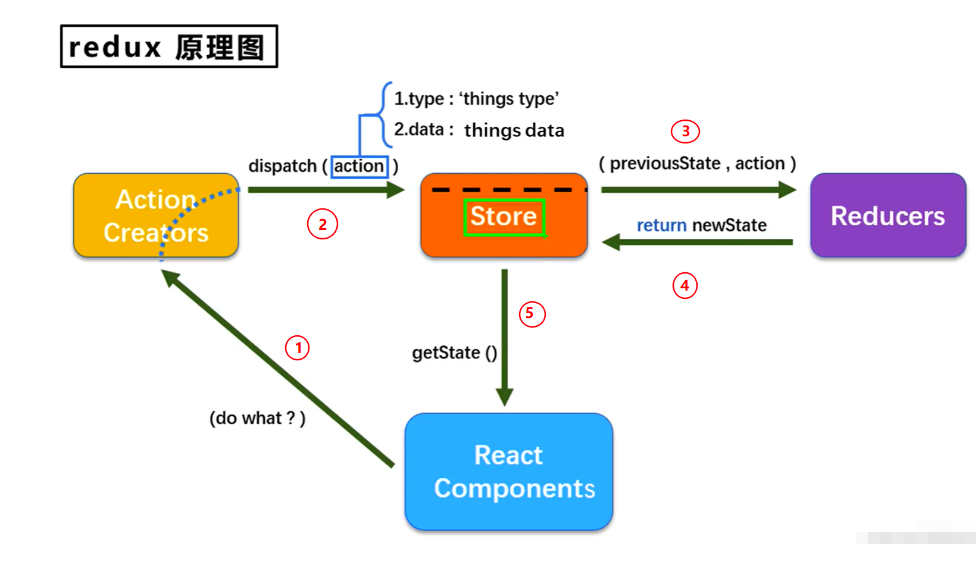 redux 原理图
1.type : ‘things type’
2.data : things data
dispatch ( action )
③
( previousState , action )
Action
Creators
②
Store
return newState
Reducers
④
⑤
①
getState ()
(do what ? )
React
Components